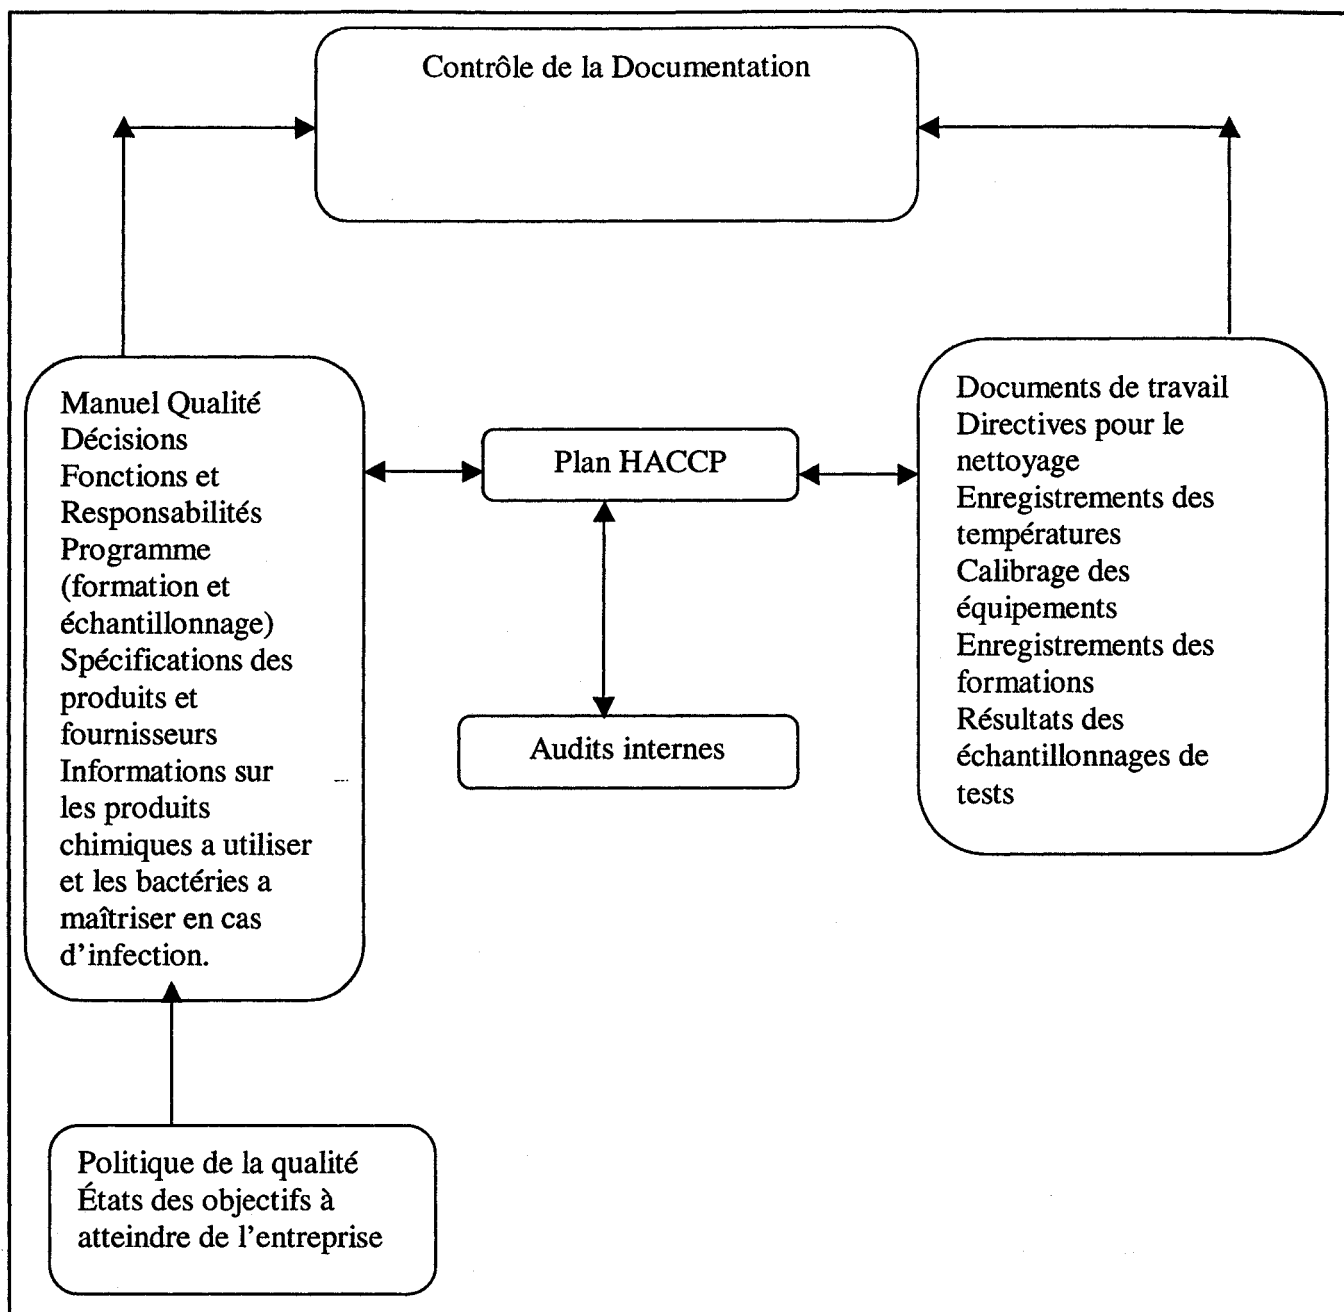 Contrôle de la Documentation
Manuel Qualité
Décisions
Fonctions et
Responsabilités
Programme
(formation et
échantillonnage)
Spécifications des
produits et
fournisseurs
Informations sur
les produits
chimiques a utiliser
et les bactéries a
maîtriser en cas
d'infection.
Plan HACCP
Audits internes
Documents de travail
Directives pour le
nettoyage
Enregistrements des
températures
Calibrage des
équipements
Enregistrements des
formations
Résultats des
échantillonnages de
tests
Politique de la qualité
États des objectifs à
atteindre de l'entreprise